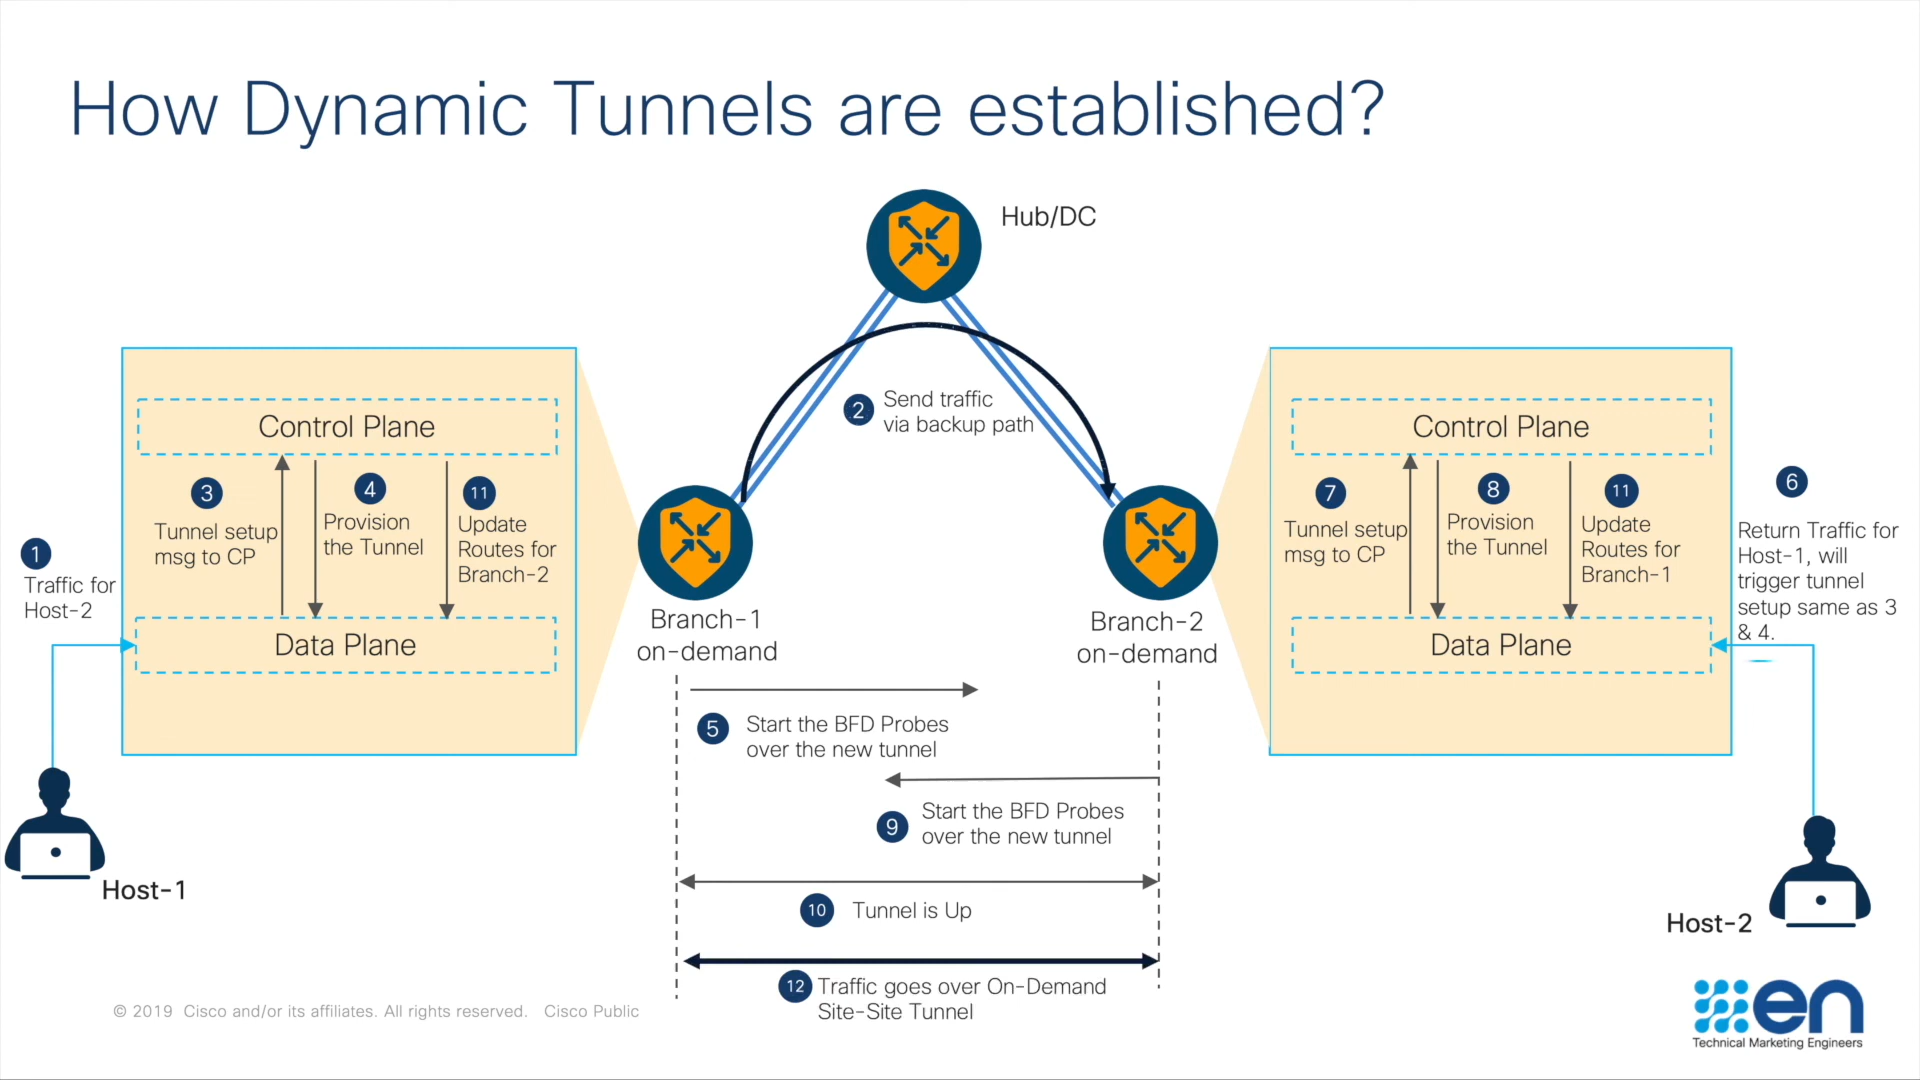 How Dynamic Tunnels are established?
Hub/DC
2
Send traffic
via backup path
Control Plane
3
Tunnel setup
msg to CP
4
Provision
the Tunnel
11
Update
Routes for
Branch-2
Data Plane
1
Traffic for
Host-2
Host-1
Branch-1
on-demand
Branch-2
on-demand
Control Plane
7
Tunnel setup
msg to CP
8
Provision
the Tunnel
11
Update
Routes for
Branch-1
Data Plane
6
Return Traffic for
Host-1, will
trigger tunnel
setup same as 3
& 4.
Host-2
5
Start the BFD Probes
over the new tunnel
9
Start the BFD Probes
over the new tunnel
10
Tunnel is Up
12
Traffic goes over On-Demand
Site-Site Tunnel
© 2019 Cisco and/or its affiliates. All rights reserved. Cisco Public
en
Technical Marketing Engineers